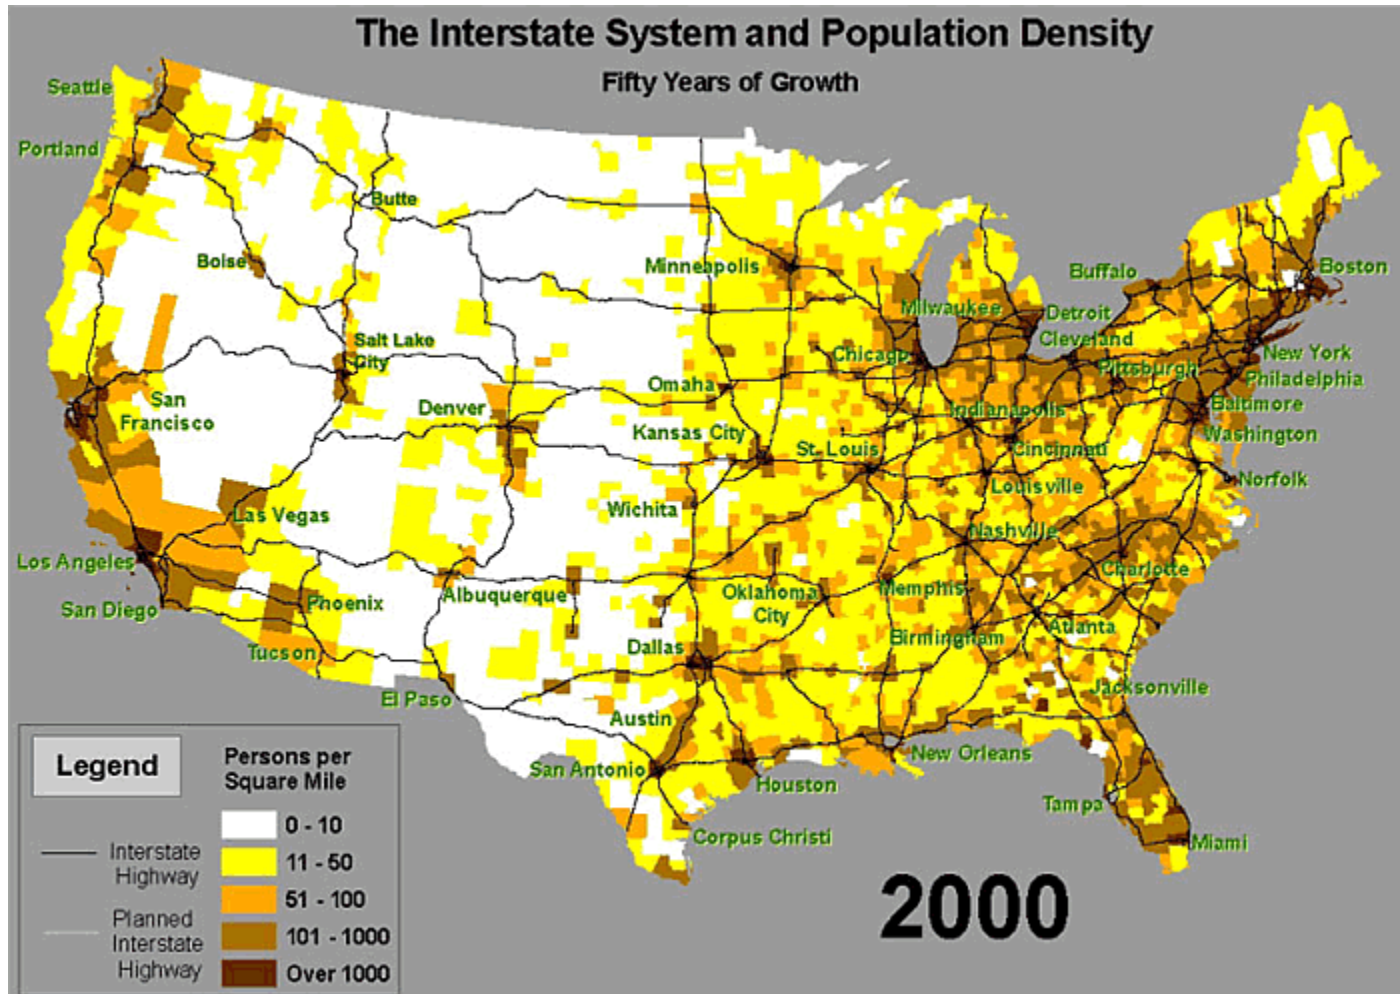 The Interstate System and Population Density
Fifty Years of Growth
Seattle
Portland
Butte
Boise
Minneapolis
Buffalo
Boston
Milwaukee
Detroit
Cleveland
Salt Lake
City
Chicago
New York
Pittsburgh
Philadelphia
Omaha
San
Francisco
Denver
Indianapolis
Baltimore
Kansas City
St. Louis
Cincinnati
Washington
Louisville
Norfolk
Wichita
Las Vegas
Nashville
Los Angeles
Charlotte
San Diego
Phoenix
Albuquerque
Oklahoma
City
Memphis
Atlanta
Tucson
Dallas
Birmingham
El Paso
Jacksonville
Austin
New Orleans
San Antonio
Houston
Tampa
Corpus Christi
Miami
Legend
Persons per
Square Mile
0 - 10
Interstate
Highway
11 - 50
51 - 100
Planned
Interstate
Highway
101 - 1000
Over 1000
2000